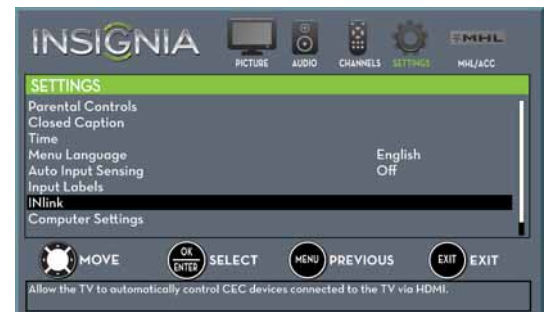 INSIGNIA
PICTURE AUDIO CHANNELS SETTINGS MHL MHL/ACC
SETTINGS
Parental Controls
Closed Caption
Time
Menu Language English
Auto Input Sensing Off
Input Labels
INlink
Computer Settings
MOVE OK ENTER SELECT MENU PREVIOUS EXIT EXIT
Allow the TV to automatically control CEC devices connected to the TV via HDMI.